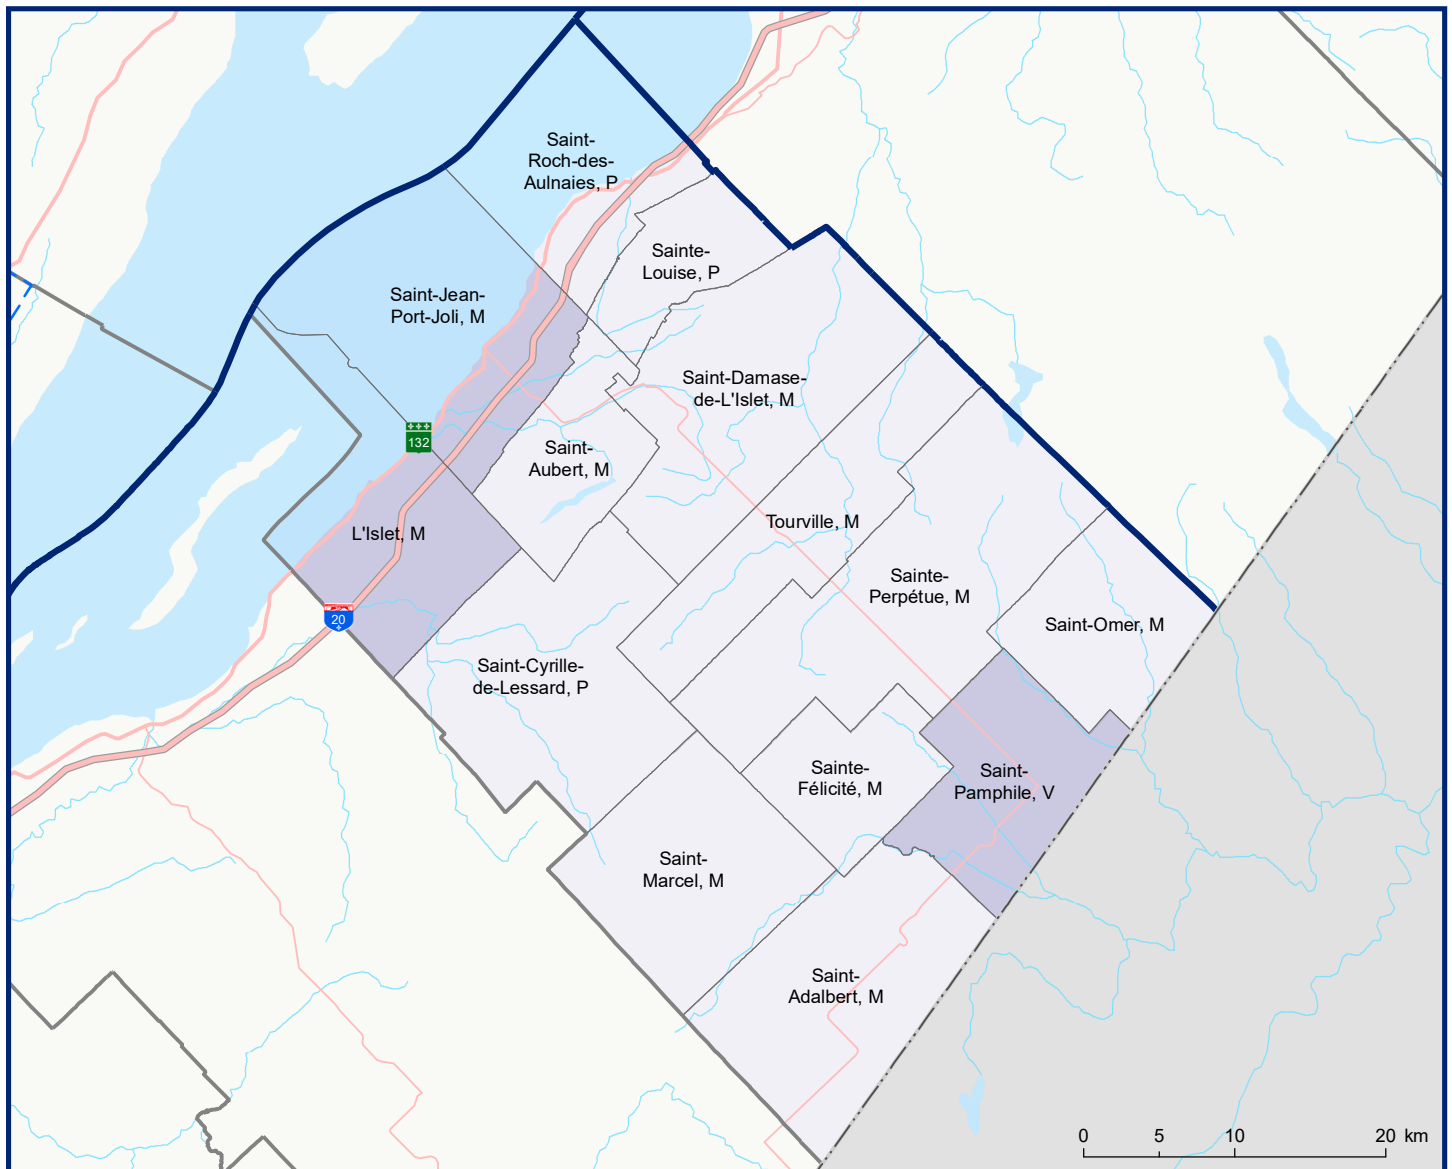 Saint-
Roch-des-
Aulnaies, P
Sainte-
Louise, P
Saint-Jean-
Port-Joli, M
Saint-Damase-
de-L'Islet, M
132
Saint-
Aubert, M
L'Islet, M
Tourville, M
Sainte-
Perpétue, M
20
Saint-Omer, M
Saint-Cyrille-
de-Lessard, P
Sainte-
Félicité, M
Saint-
Pamphile, V
Saint-
Marcel, M
Saint-
Adalbert, M
0 5 10 20 km